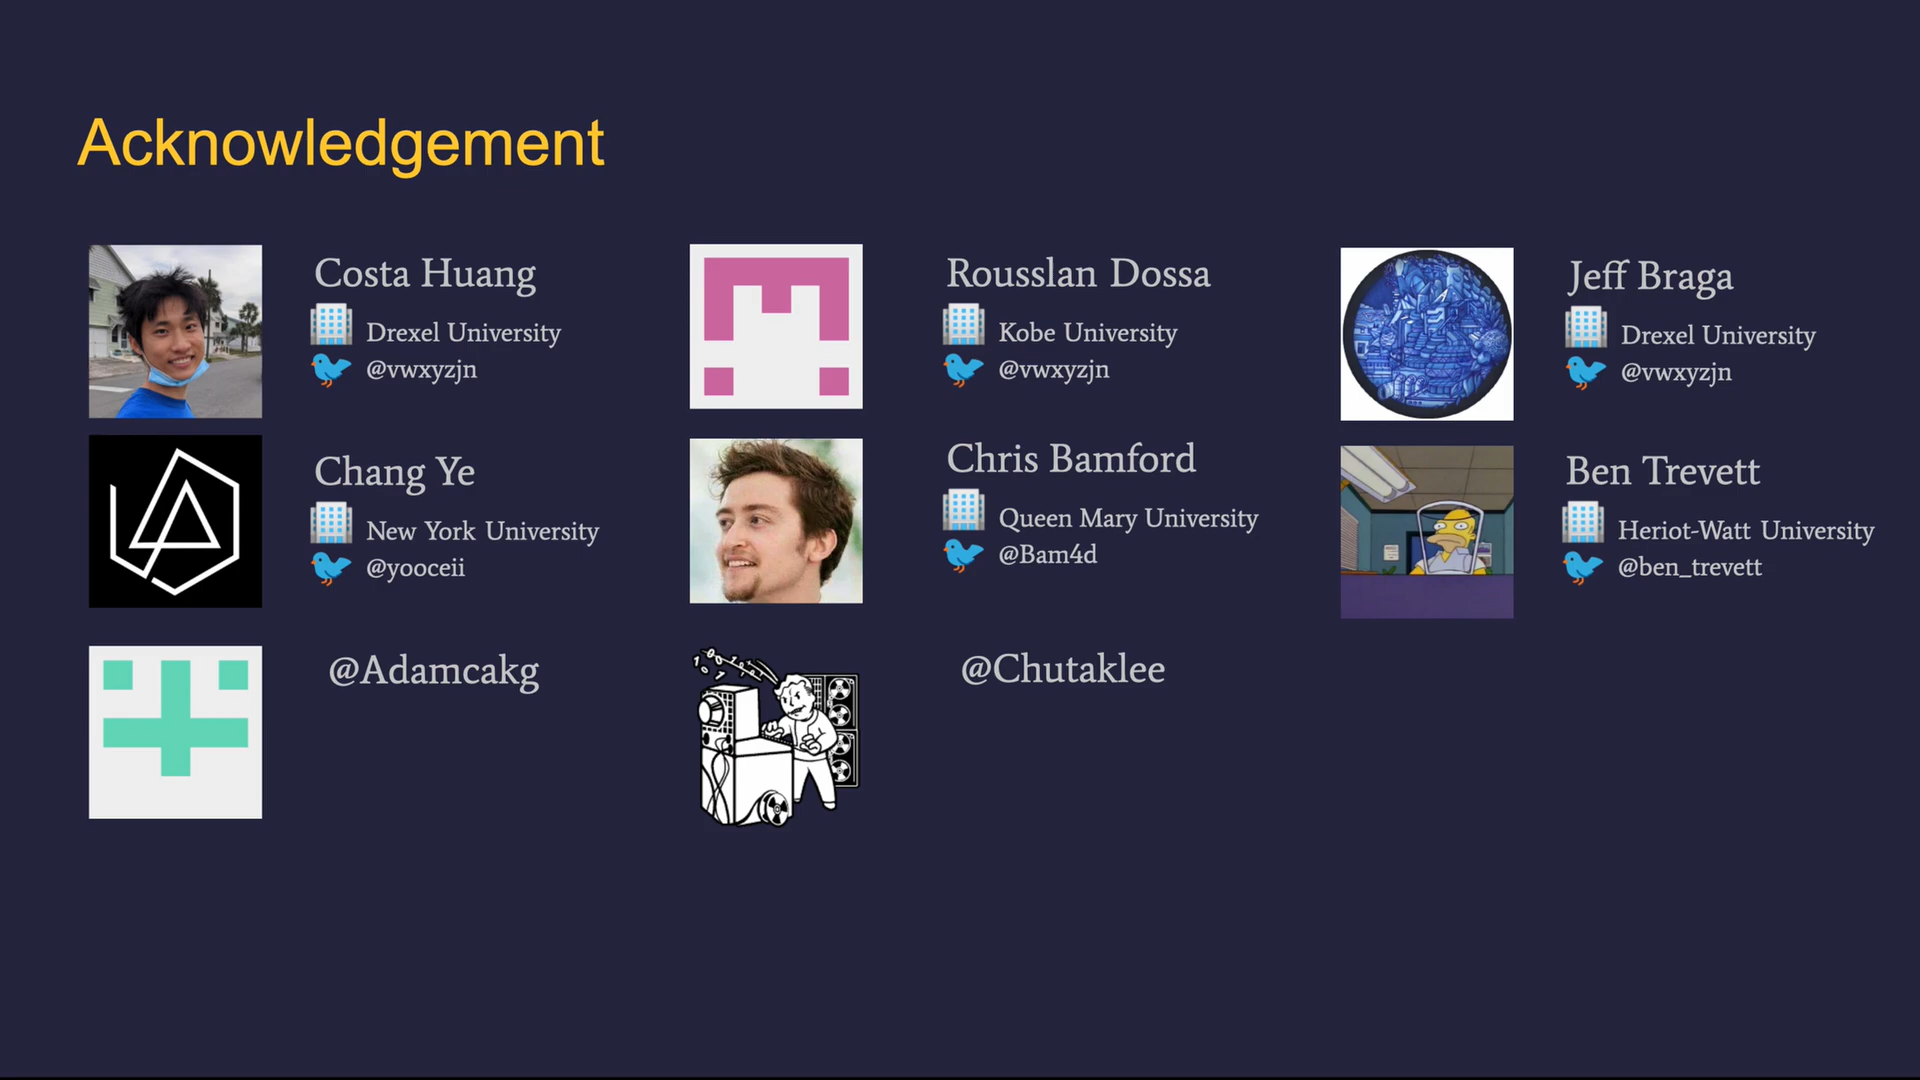 Acknowledgement
Costa Huang
Drexel University
@vwxyzjn
Rousslan Dossa
Kobe University
@vwxyzjn
Jeff Braga
Drexel University
@vwxyzjn
Chang Ye
New York University
@yooceii
Chris Bamford
Queen Mary University
@Bam4d
Ben Trevett
Heriot-Watt University
@ben_trevett
@Adamcakg
@Chutaklee